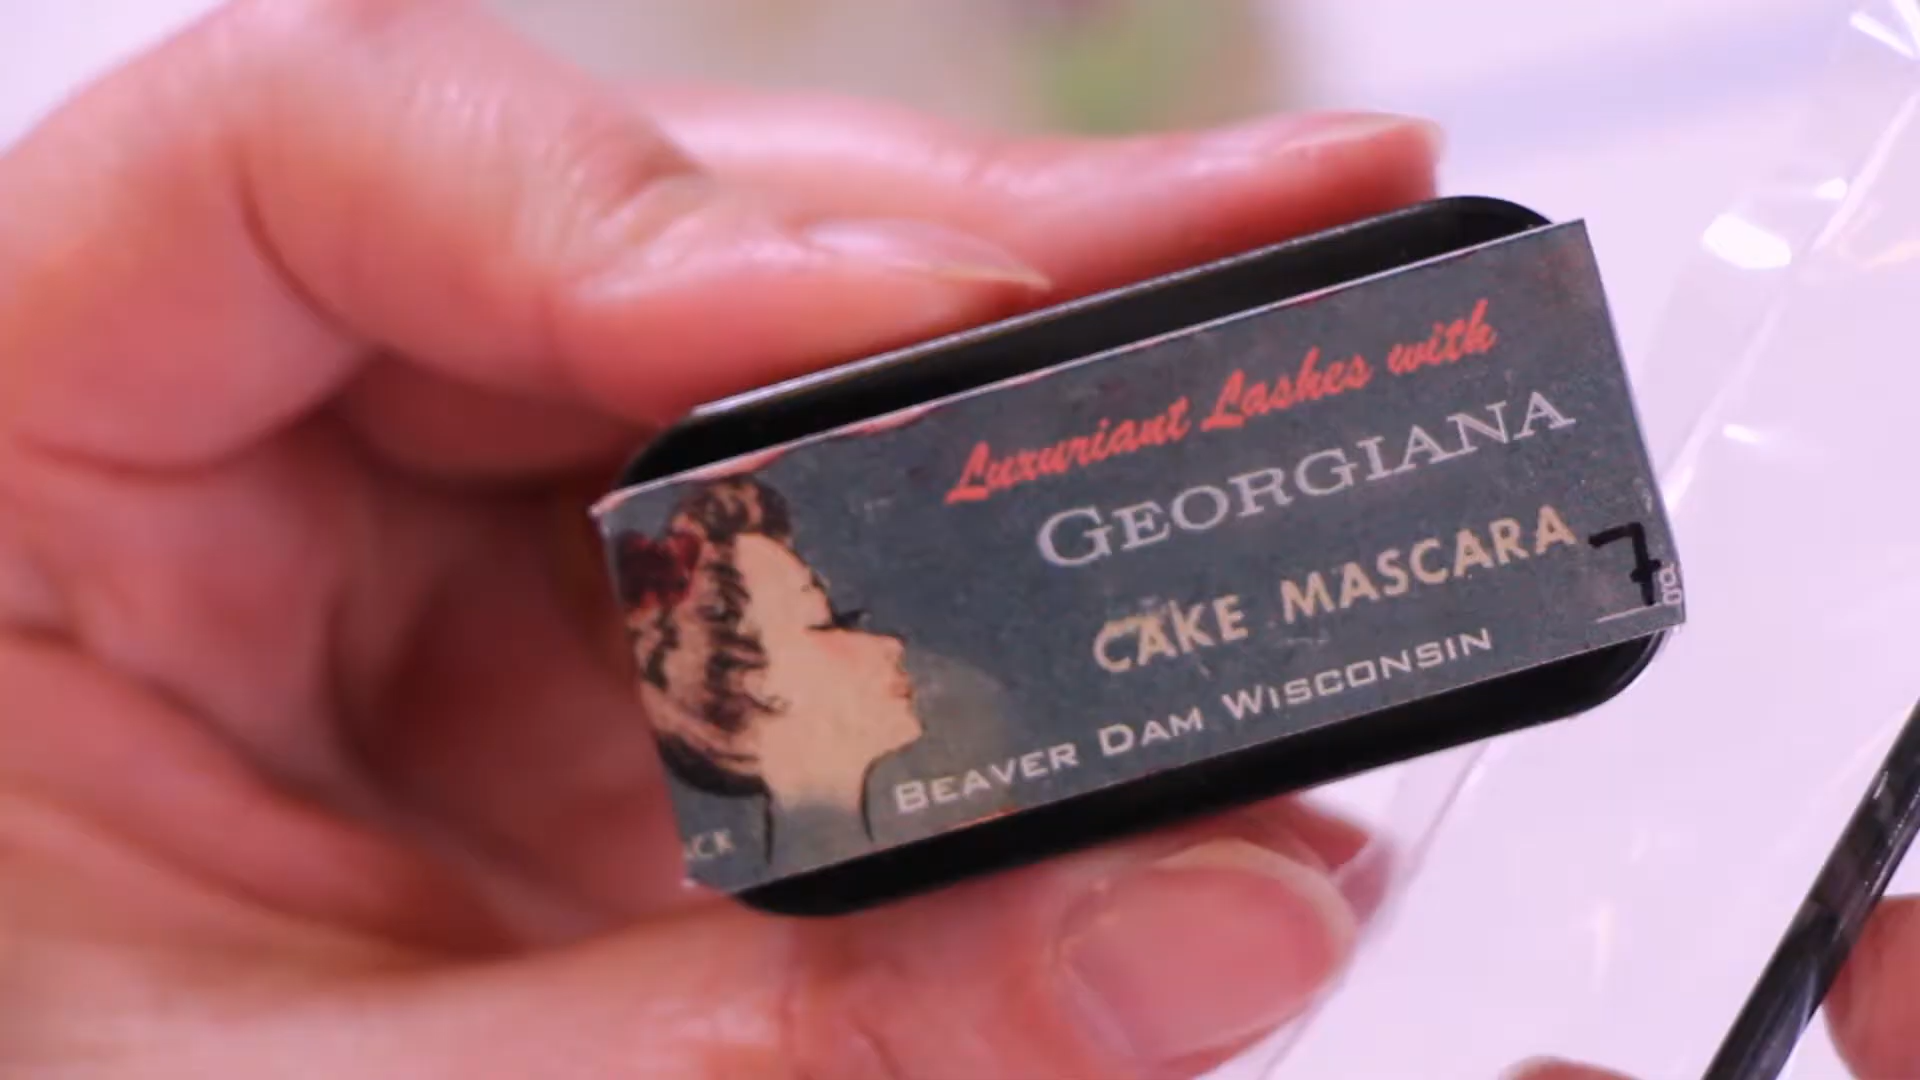 Luxuriant Lashes with
GEORGIANA
CAKE MASCARA
7
BEAVER DAM WISCONSIN